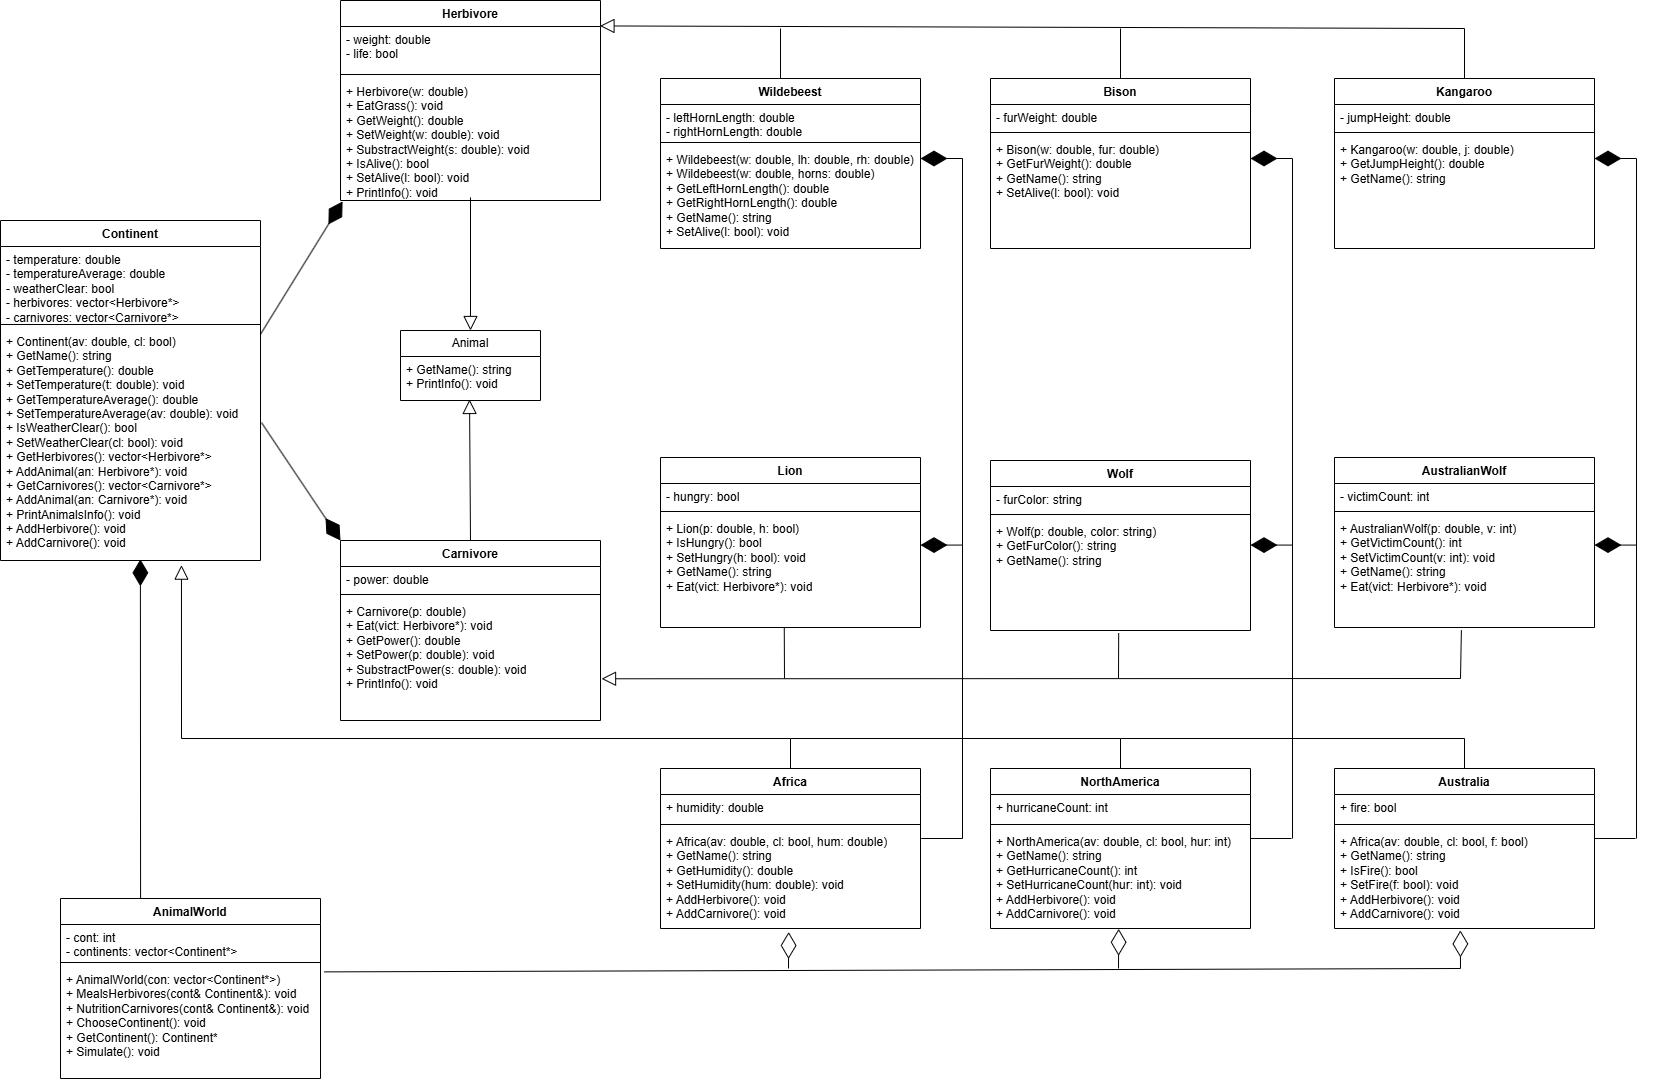 Herbivore
- weight: double
- life: bool
+ Herbivore(w: double)
+ EatGrass(): void
+ GetWeight(): double
+ SetWeight(w: double): void
+ SubstractWeight(s: double): void
+ IsAlive(): bool
+ SetAlive(l: bool): void
+ PrintInfo(): void
Wildebeest
- leftHornLength: double
- rightHornLength: double
+ Wildebeest(w: double, lh: double, rh: double)
+ Wildebeest(w: double, horns: double)
+ GetLeftHornLength(): double
+ GetRightHornLength(): double
+ GetName(): string
+ SetAlive(l: bool): void
Bison
- furWeight: double
+ Bison(w: double, fur: double)
+ GetFurWeight(): double
+ GetName(): string
+ SetAlive(l: bool): void
Kangaroo
- jumpHeight: double
+ Kangaroo(w: double, j: double)
+ GetJumpHeight(): double
+ GetName(): string
Continent
- temperature: double
- temperatureAverage: double
- weatherClear: bool
- herbivores: vector<Herbivore*>
- carnivores: vector<Carnivore*>
+ Continent(av: double, cl: bool)
+ GetName(): string
+ GetTemperature(): double
+ SetTemperature(t: double): void
+ GetTemperatureAverage(): double
+ SetTemperatureAverage(av: double): void
+ IsWeatherClear(): bool
+ SetWeatherClear(cl: bool): void
+ GetHerbivores(): vector<Herbivore*>
+ AddAnimal(an: Herbivore*): void
+ GetCarnivores(): vector<Carnivore*>
+ AddAnimal(an: Carnivore*): void
+ PrintAnimalsInfo(): void
+ AddHerbivore(): void
+ AddCarnivore(): void
Animal
+ GetName(): string
+ PrintInfo(): void
Carnivore
- power: double
+ Carnivore(p: double)
+ Eat(vict: Herbivore*): void
+ GetPower(): double
+ SetPower(p: double): void
+ SubstractPower(s: double): void
+ PrintInfo(): void
Lion
- hungry: bool
+ Lion(p: double, h: bool)
+ IsHungry(): bool
+ SetHungry(h: bool): void
+ GetName(): string
+ Eat(vict: Herbivore*): void
Wolf
- furColor: string
+ Wolf(p: double, color: string)
+ GetFurColor(): string
+ GetName(): string
AustralianWolf
- victimCount: int
+ AustralianWolf(p: double, v: int)
+ GetVictimCount(): int
+ SetVictimCount(v: int): void
+ GetName(): string
+ Eat(vict: Herbivore*): void
Africa
+ humidity: double
+ Africa(av: double, cl: bool, hum: double)
+ GetName(): string
+ GetHumidity(): double
+ SetHumidity(hum: double): void
+ AddHerbivore(): void
+ AddCarnivore(): void
NorthAmerica
+ hurricaneCount: int
+ NorthAmerica(av: double, cl: bool, hur: int)
+ GetName(): string
+ GetHurricaneCount(): int
+ SetHurricaneCount(hur: int): void
+ AddHerbivore(): void
+ AddCarnivore(): void
Australia
+ fire: bool
+ Africa(av: double, cl: bool, f: bool)
+ GetName(): string
+ IsFire(): bool
+ SetFire(f: bool): void
+ AddHerbivore(): void
+ AddCarnivore(): void
AnimalWorld
- cont: int
- continents: vector<Continent*>
+ AnimalWorld(con: vector<Continent*>)
+ MealsHerbivores(cont& Continent&): void
+ NutritionCarnivores(cont& Continent&): void
+ ChooseContinent(): void
+ GetContinent(): Continent*
+ Simulate(): void